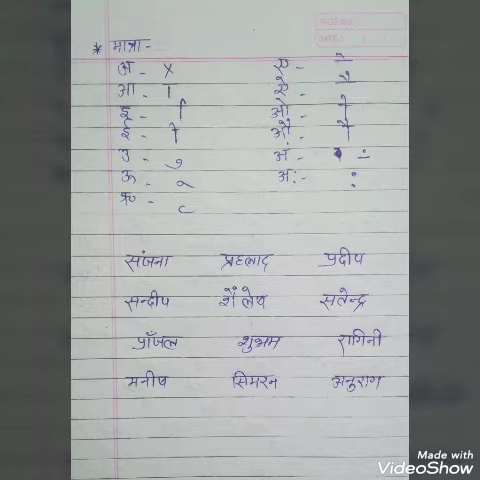 * मात्रा -
अ - x ए - े
आ - ा ऐ - ै
इ - ि ओ - ो
ई - ी औ - ौ
उ - ु अं - ं
ऊ - ू अः - ः
ऋ - ृ
संजना प्रहलाद प्रदीप
सन्दीप शैलेष सतेन्द्र
प्राँजल शुभम रागिनी
मनीष सिमरन अनुराग
Made with
VideoShow